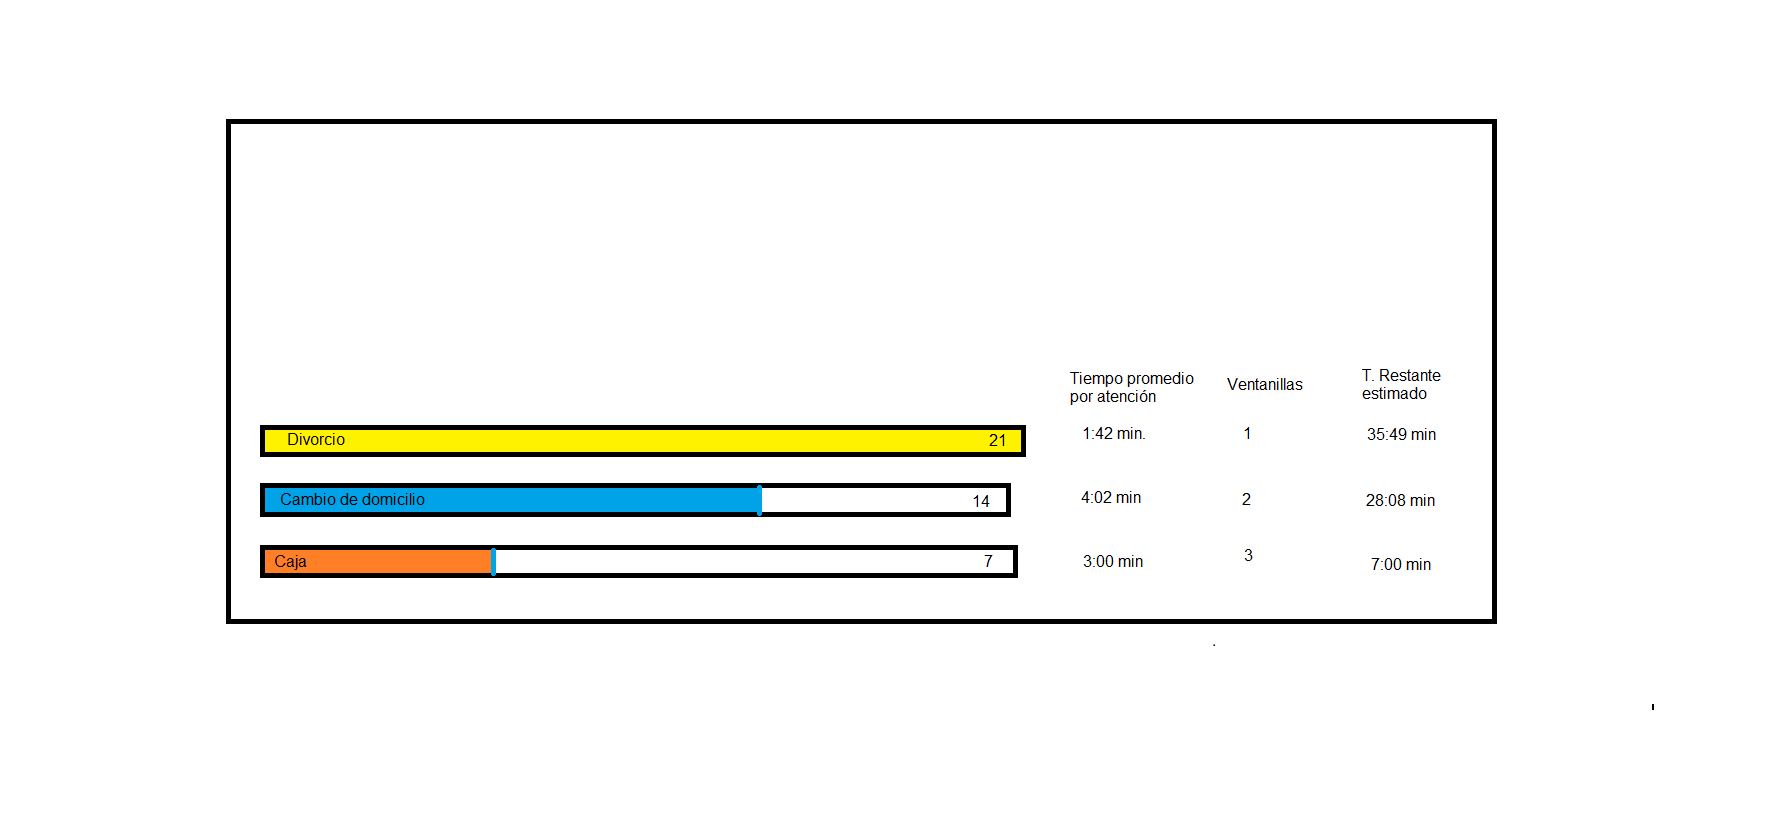 Tiempo promedio
por atención
Ventanillas
T. Restante
estimado
Divorcio 21 1:42 min. 1 35:49 min
Cambio de domicilio 14 4:02 min 2 28:08 min
Caja 7 3:00 min 3 7:00 min